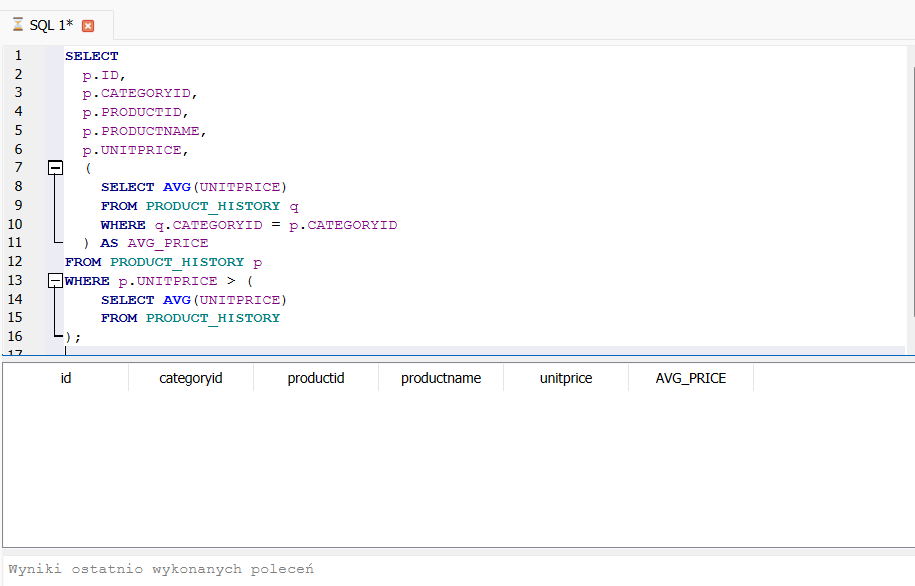 SQL 1*
1 SELECT
2 p.ID,
3 p.CATEGORYID,
4 p.PRODUCTID,
5 p.PRODUCTNAME,
6 p.UNITPRICE,
7 (
8 SELECT AVG(UNITPRICE)
9 FROM PRODUCT_HISTORY q
10 WHERE q.CATEGORYID = p.CATEGORYID
11 ) AS AVG_PRICE
12 FROM PRODUCT_HISTORY p
13 WHERE p.UNITPRICE > (
14 SELECT AVG(UNITPRICE)
15 FROM PRODUCT_HISTORY
16 );
17
id categoryid productid productname unitprice AVG_PRICE
Wyniki ostatnio wykonanych poleceń